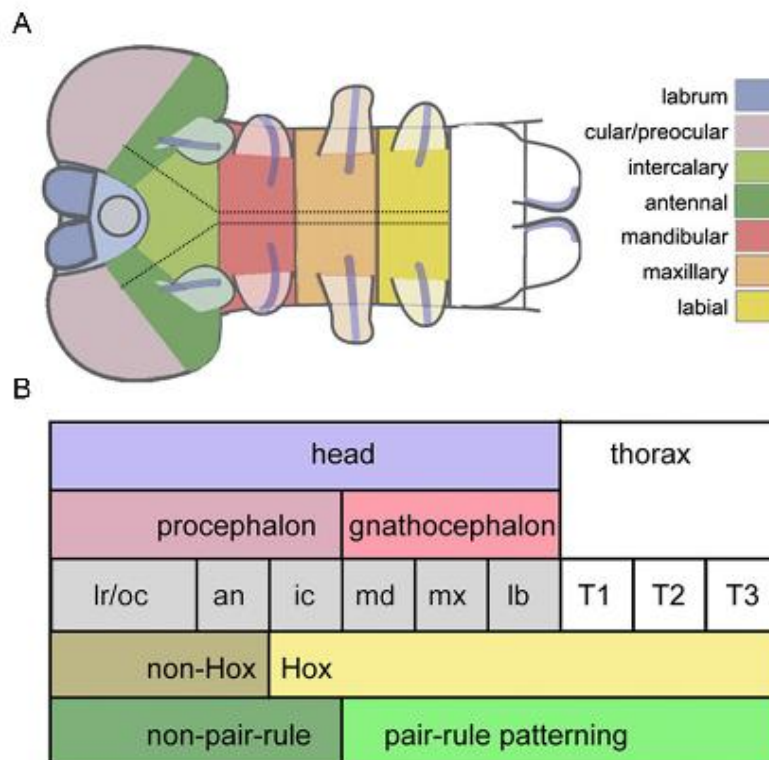 A
labrum
cular/preocular
intercalary
antennal
mandibular
maxillary
labial
B
head thorax
procephalon gnathocephalon
lr/oc an ic md mx lb T1 T2 T3
non-Hox Hox
non-pair-rule pair-rule patterning